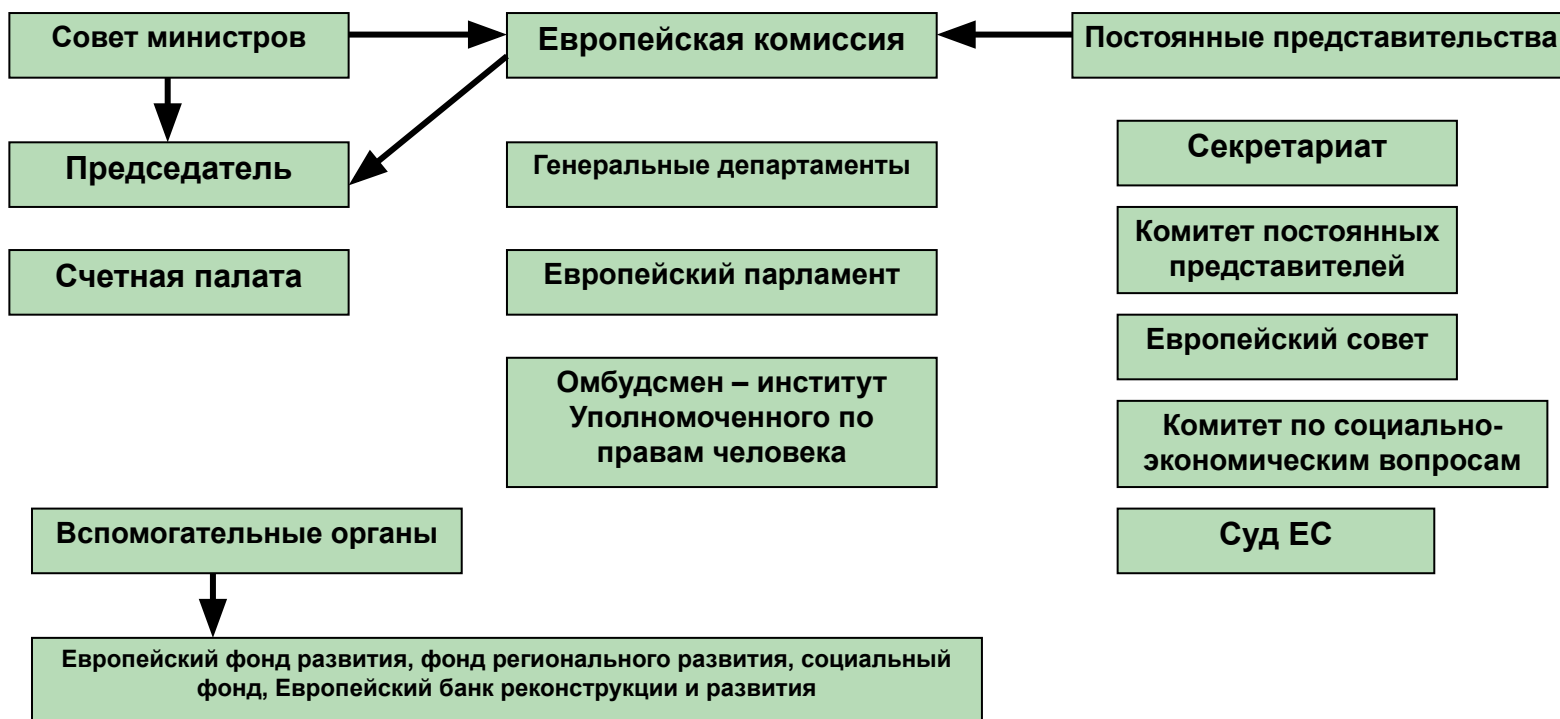 Совет министров
Европейская комиссия
Постоянные представительства
Председатель
Генеральные департаменты
Секретариат
Счетная палата
Европейский парламент
Комитет постоянных
представителей
Европейский совет
Омбудсмен – институт
Уполномоченного по
правам человека
Комитет по социально-
экономическим вопросам
Вспомогательные органы
Суд ЕС
Европейский фонд развития, фонд регионального развития, социальный
фонд, Европейский банк реконструкции и развития